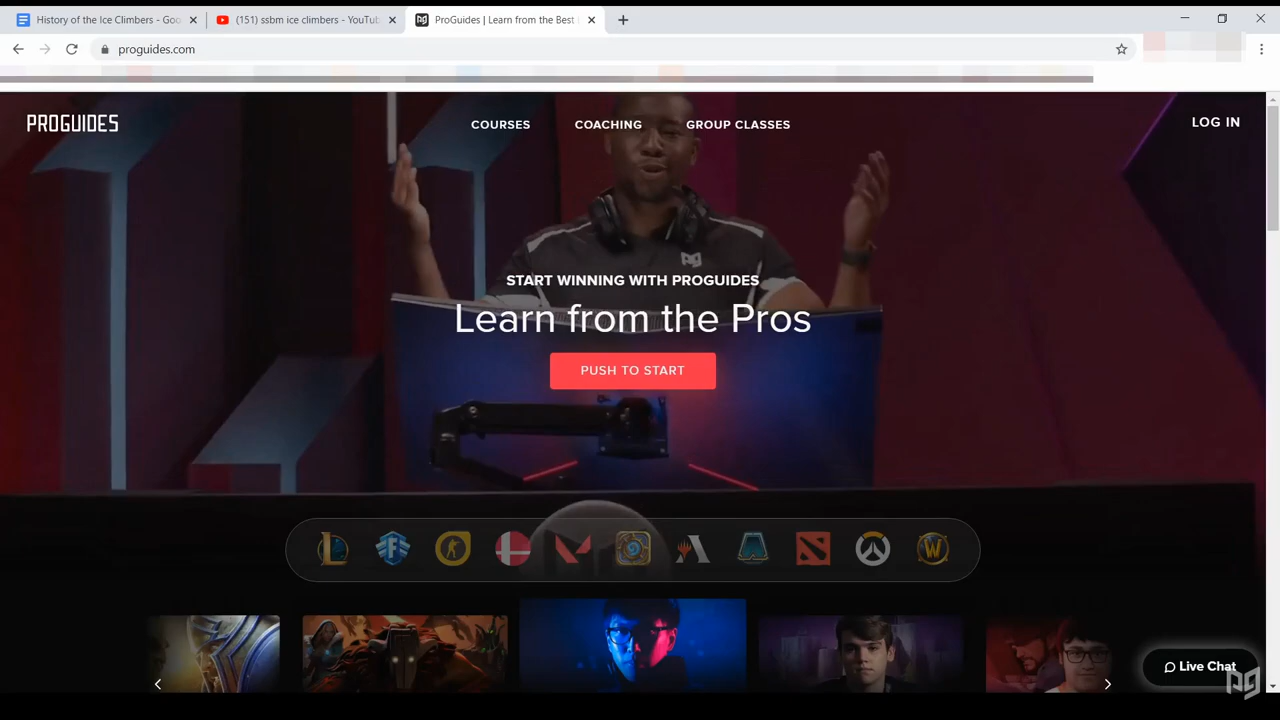 History of the Ice Climbers - Goo
(151) ssbm ice climbers - YouTub
ProGuides | Learn from the Best
proguides.com
PROGUIDES
COURSES
COACHING
GROUP CLASSES
LOG IN
START WINNING WITH PROGUIDES
Learn from the Pros
PUSH TO START
Live Chat